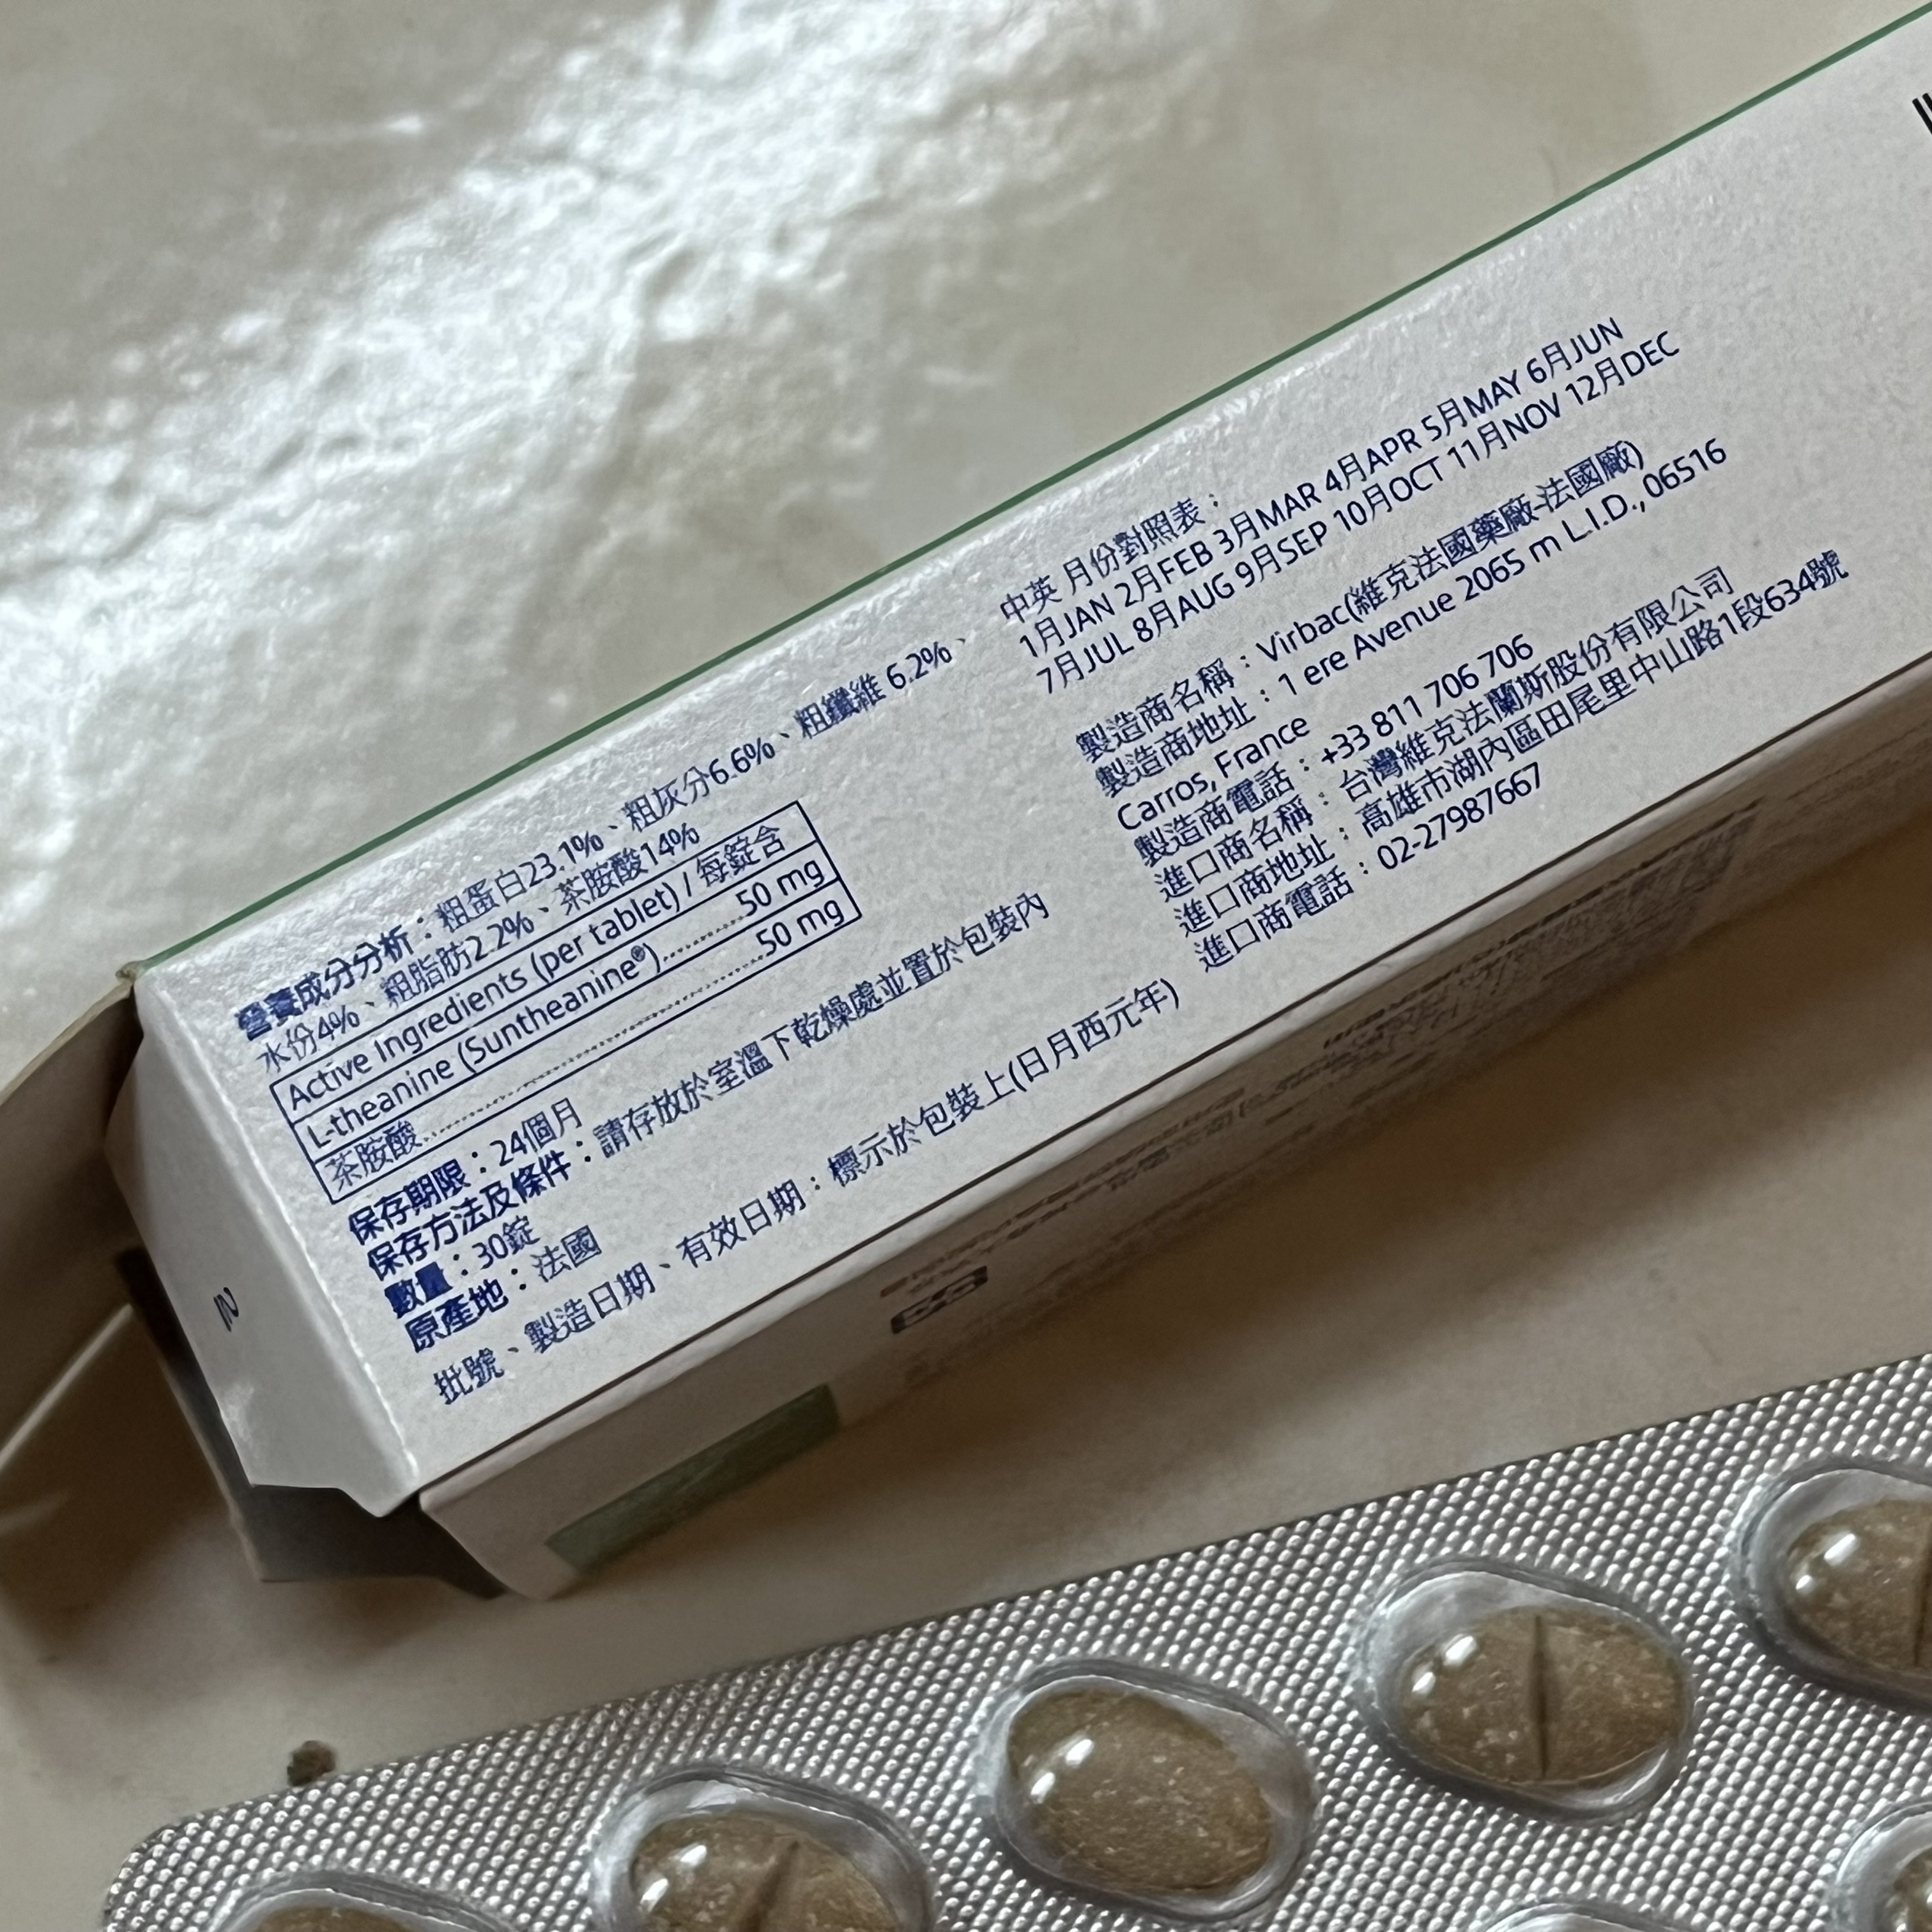 營養成分分析：粗蛋白23.1%、粗灰分6.6%、粗纖維 6.2%、
水份4%、粗脂肪2.2%、茶胺酸14%
Active Ingredients (per tablet) / 每錠含
L-theanine (Suntheanine®)..........50 mg
茶胺酸..........50 mg
保存期限：24個月
保存方法及條件：請存放於室溫下乾燥處並置於包裝內
數量：30錠
原產地：法國
批號、製造日期、有效日期：標示於包裝上(日月西元年)
中英 月份對照表：
1月JAN 2月FEB 3月MAR 4月APR 5月MAY 6月JUN
7月JUL 8月AUG 9月SEP 10月OCT 11月NOV 12月DEC
製造商名稱：Virbac(維克法國藥廠-法國廠)
製造商地址：1 ere Avenue 2065 m L.I.D., 06516
Carros, France
製造商電話：+33 811 706 706
進口商名稱：台灣維克法蘭斯股份有限公司
進口商地址：高雄市湖內區田尾里中山路1段634號
進口商電話：02-27987667